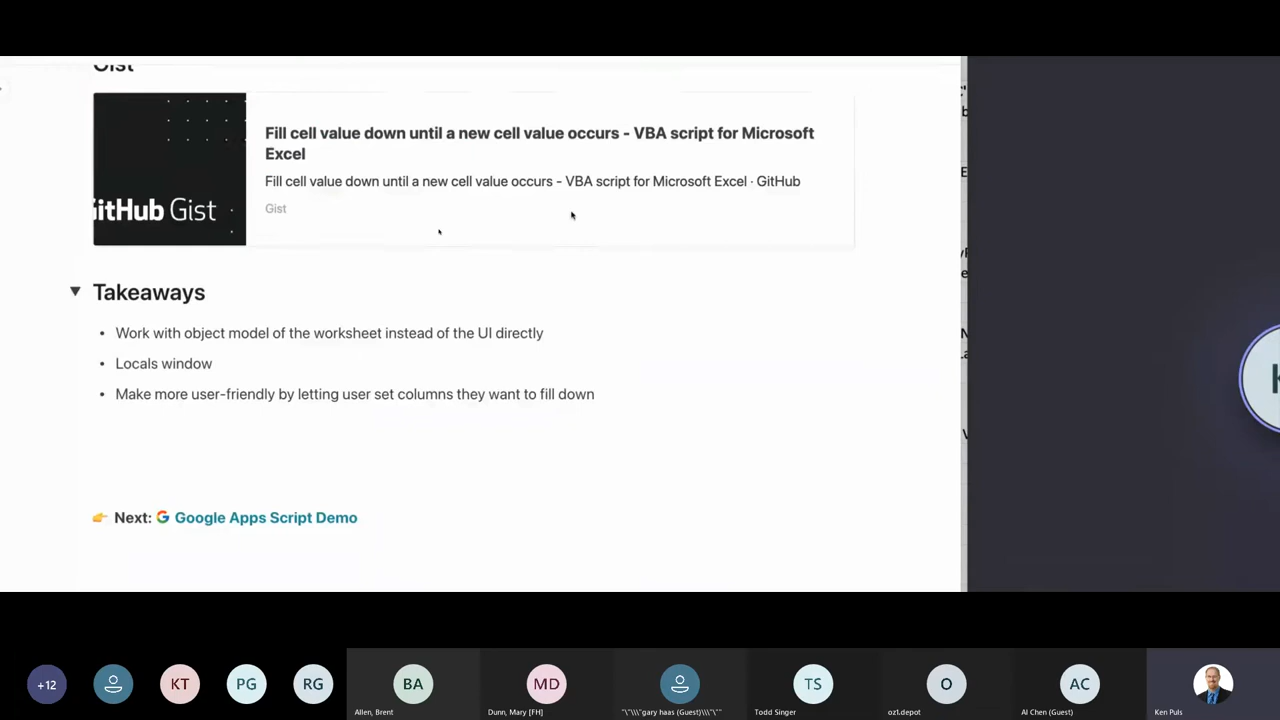 Gist
Fill cell value down until a new cell value occurs - VBA script for Microsoft
Excel
Fill cell value down until a new cell value occurs - VBA script for Microsoft Excel · GitHub
Gist
itHub Gist
▼ Takeaways
• Work with object model of the worksheet instead of the UI directly
• Locals window
• Make more user-friendly by letting user set columns they want to fill down
👉 Next: Google Apps Script Demo
+12
KT
PG
RG
BA
MD
TS
O
AC
Allen, Brent
Dunn, Mary [FH]
"\"\\\"gary haas (Guest)\\\"\""
Todd Singer
oz1.depot
Al Chen (Guest)
Ken Puls